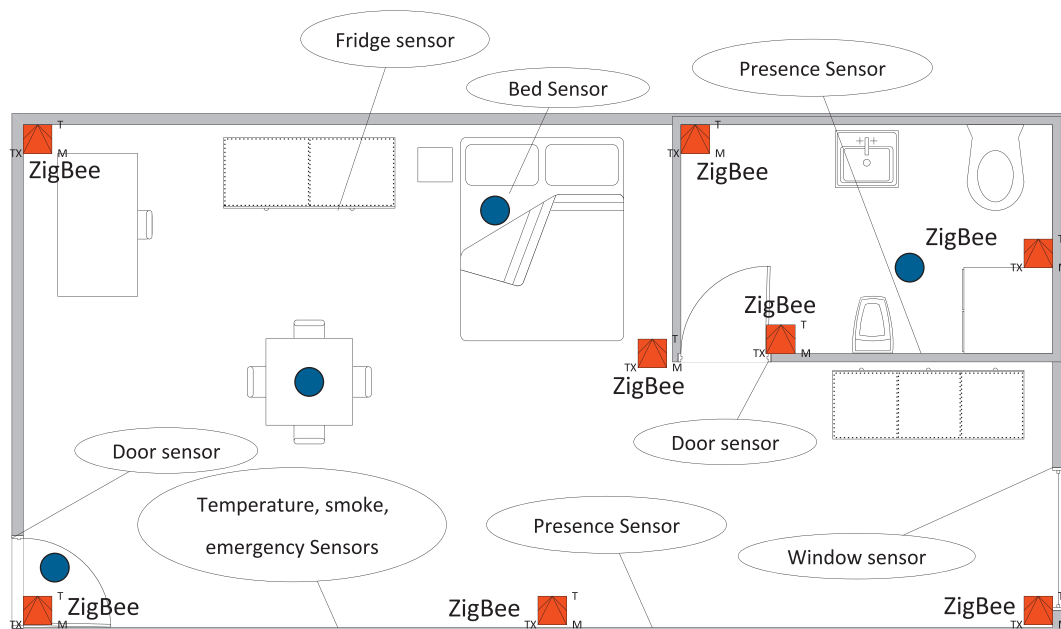 Fridge sensor
Bed Sensor
Presence Sensor
T
TX M
ZigBee
T
TX M
ZigBee
ZigBee
T
TX M
ZigBee
T
TX M
T
TX M
ZigBee
Door sensor
Door sensor
Temperature, smoke,
emergency Sensors
Presence Sensor
Window sensor
T
TX M
ZigBee
ZigBee
T
TX M
ZigBee
T
TX M